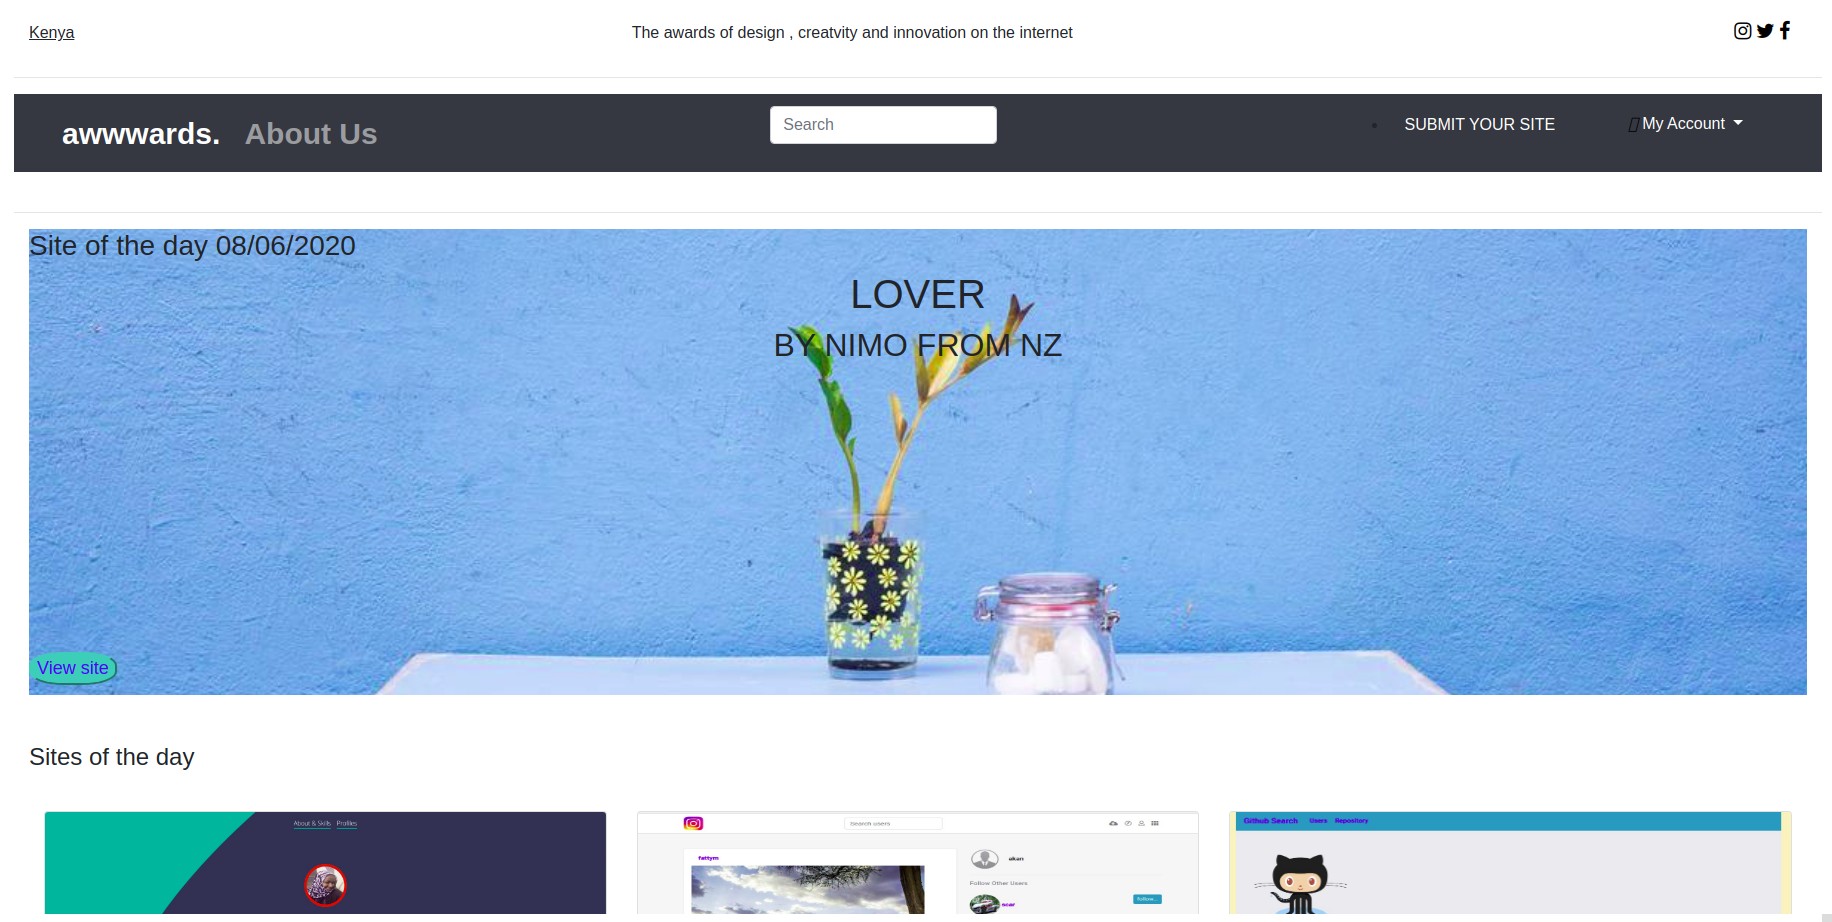 Kenya
The awards of design , creatvity and innovation on the internet
awwwards. About Us
Search
SUBMIT YOUR SITE
My Account
Site of the day 08/06/2020
LOVER
BY NIMO FROM NZ
View site
Sites of the day
About & Skills Profiles
Search users
fattym
akan
Follow Other Users
scar
Follow...
Github Search Users Repository